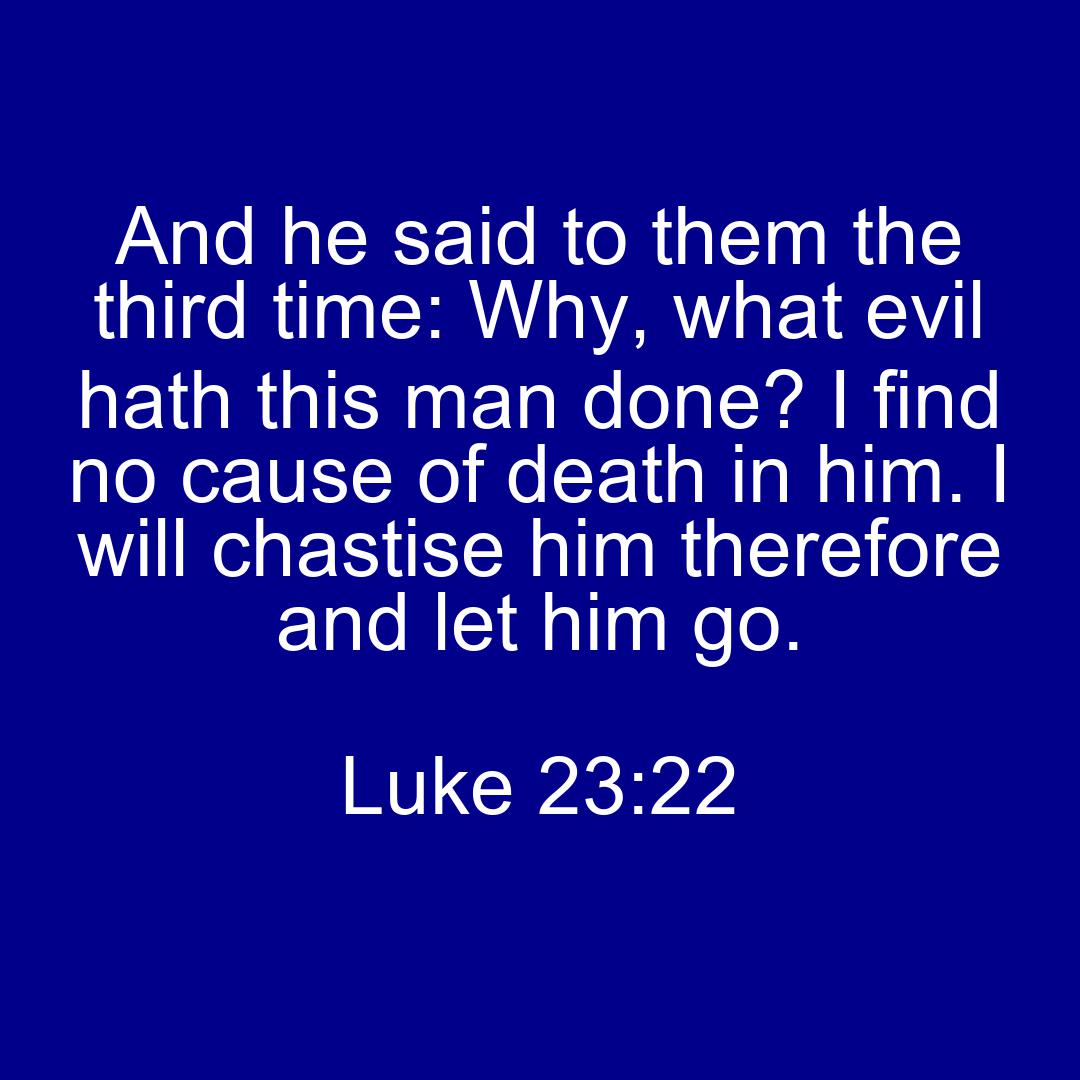 And he said to them the
third time: Why, what evil
hath this man done? I find
no cause of death in him. I
will chastise him therefore
and let him go.
Luke 23:22